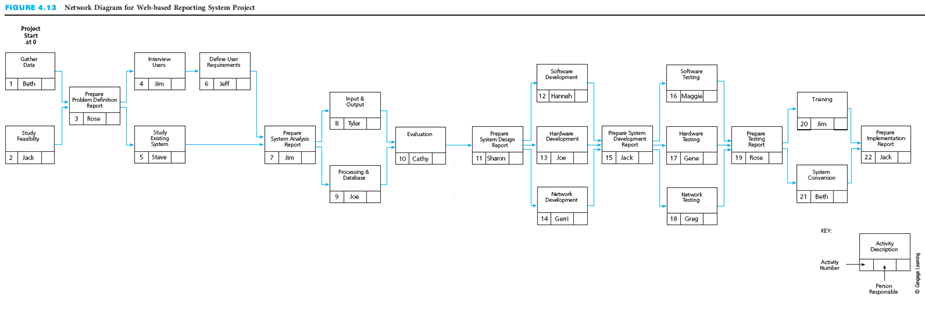 FIGURE 4.13 Network Diagram for Web-based Reporting System Project
Project
Start
at 0
Gather
Data
1 Beth
Study
Feasibility
2 Jack
Prepare
Problem Definition
Report
3 Rose
Interview
Users
4 Jim
Study
Existing
System
5 Steve
Define User
Requirements
6 Jeff
Prepare
System Analysis
Report
7 Jim
Input &
Output
8 Tyler
Processing &
Database
9 Joe
Evaluation
10 Cathy
Prepare
System Design
Report
11 Sharon
Software
Development
12 Hannah
Hardware
Development
13 Joe
Network
Development
14 Gerri
Prepare System
Development
Report
15 Jack
Software
Testing
16 Maggie
Hardware
Testing
17 Gene
Network
Testing
18 Greg
Prepare
Testing
Report
19 Rose
Training
20 Jim
System
Conversion
21 Beth
Prepare
Implementation
Report
22 Jack
KEY:
Activity
Description
Activity
Number
Person
Responsible
© Cengage Learning